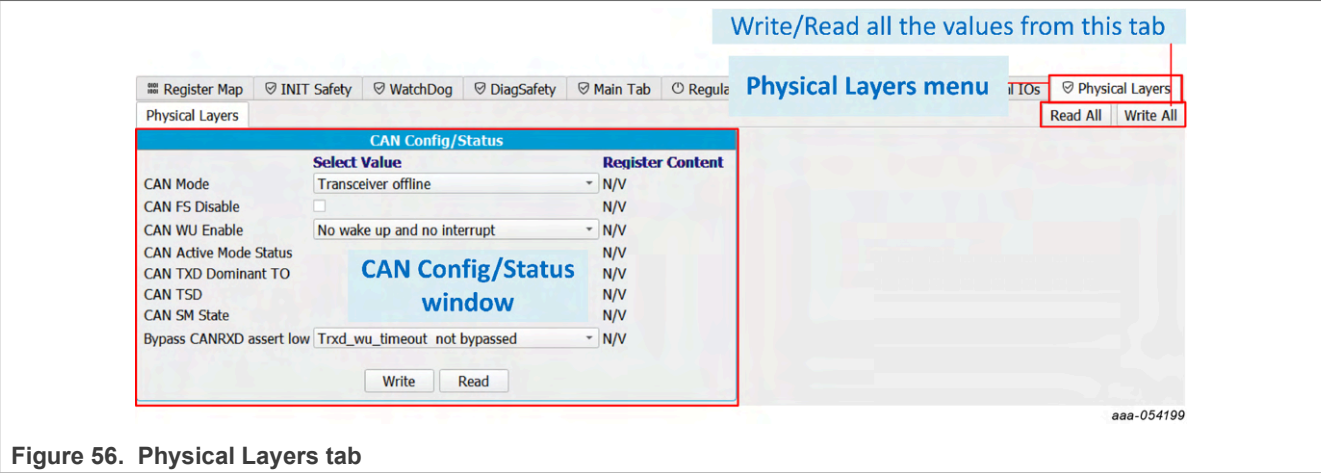 Write/Read all the values from this tab
Register Map INIT Safety WatchDog DiagSafety Main Tab Regula Physical Layers menu IOs Physical Layers
Physical Layers Read All Write All
CAN Config/Status
Select Value Register Content
CAN Mode Transceiver offline N/V
CAN FS Disable N/V
CAN WU Enable No wake up and no interrupt N/V
CAN Active Mode Status N/V
CAN TXD Dominant TO N/V
CAN TSD N/V
CAN SM State N/V
CAN Config/Status
window
Bypass CANRXD assert low Trxd_wu_timeout not bypassed N/V
Write Read
aaa-054199
Figure 56. Physical Layers tab